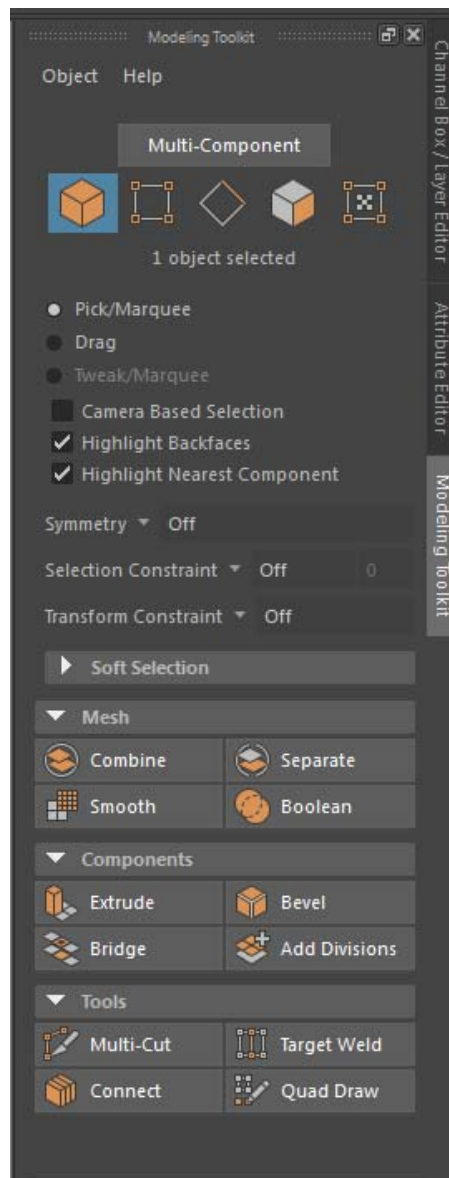 Modeling Toolkit
Object Help
Multi-Component
1 object selected
Pick/Marquee
Drag
Tweak/Marquee
Camera Based Selection
Highlight Backfaces
Highlight Nearest Component
Symmetry Off
Selection Constraint Off 0
Transform Constraint Off
Soft Selection
Mesh
Combine Separate
Smooth Boolean
Components
Extrude Bevel
Bridge Add Divisions
Tools
Multi-Cut Target Weld
Connect Quad Draw
Channel Box / Layer Editor
Attribute Editor
Modeling Toolkit